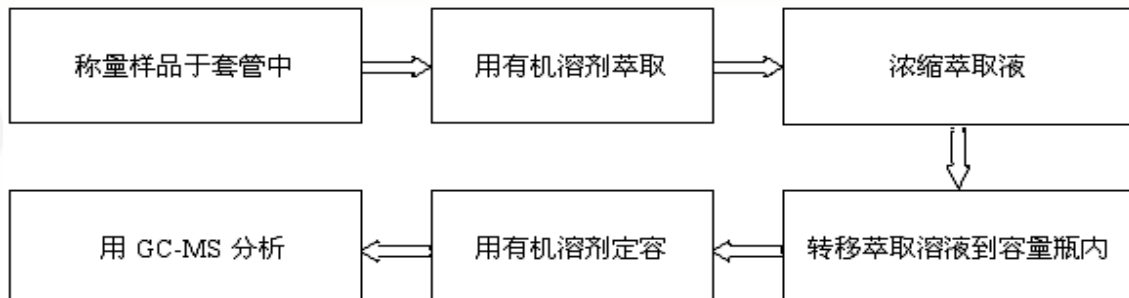 称量样品于套管中
用有机溶剂萃取
浓缩萃取液
转移萃取溶液到容量瓶内
用有机溶剂定容
用 GC-MS 分析